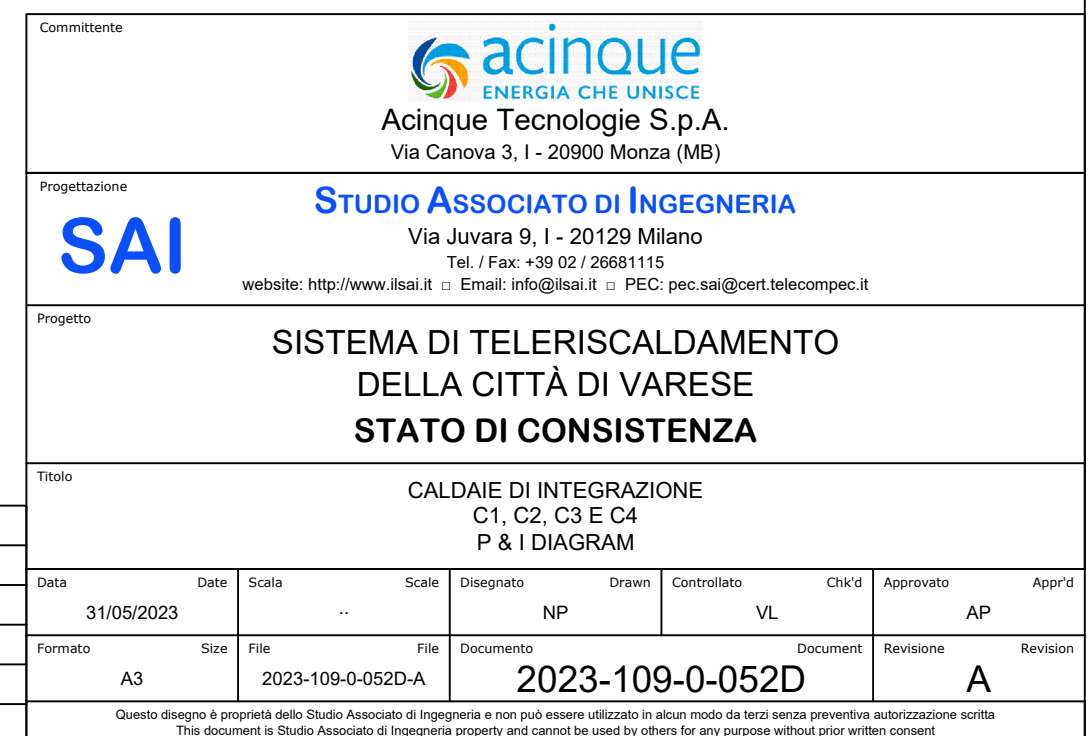 Committente
acinque
ENERGIA CHE UNISCE
Acinque Tecnologie S.p.A.
Via Canova 3, I - 20900 Monza (MB)
Progettazione
SAI
STUDIO ASSOCIATO DI INGEGNERIA
Via Juvara 9, I - 20129 Milano
Tel. / Fax: +39 02 / 26681115
website: http://www.ilsai.it □ Email: info@ilsai.it □ PEC: pec.sai@cert.telecompec.it
Progetto
SISTEMA DI TELERISCALDAMENTO
DELLA CITTÀ DI VARESE
STATO DI CONSISTENZA
Titolo
CALDAIE DI INTEGRAZIONE
C1, C2, C3 E C4
P & I DIAGRAM
Data Date Scala Scale Disegnato Drawn Controllato Chk'd Approvato Appr'd
31/05/2023 .. NP VL AP
Formato Size File File Documento Document Revisione Revision
A3 2023-109-0-052D-A 2023-109-0-052D A
Questo disegno è proprietà dello Studio Associato di Ingegneria e non può essere utilizzato in alcun modo da terzi senza preventiva autorizzazione scritta
This document is Studio Associato di Ingegneria property and cannot be used by others for any purpose without prior written consent